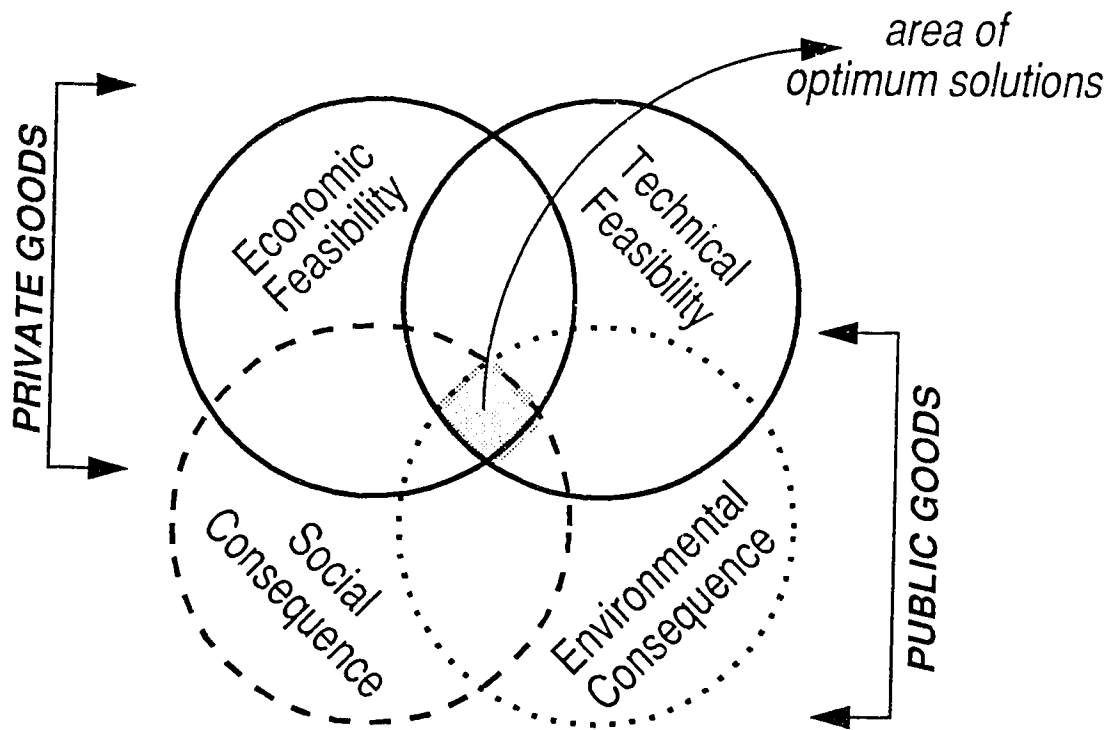 area of
optimum solutions
PRIVATE GOODS
Economic
Feasibility
Technical
Feasibility
Social
Consequence
Environmental
Consequence
PUBLIC GOODS